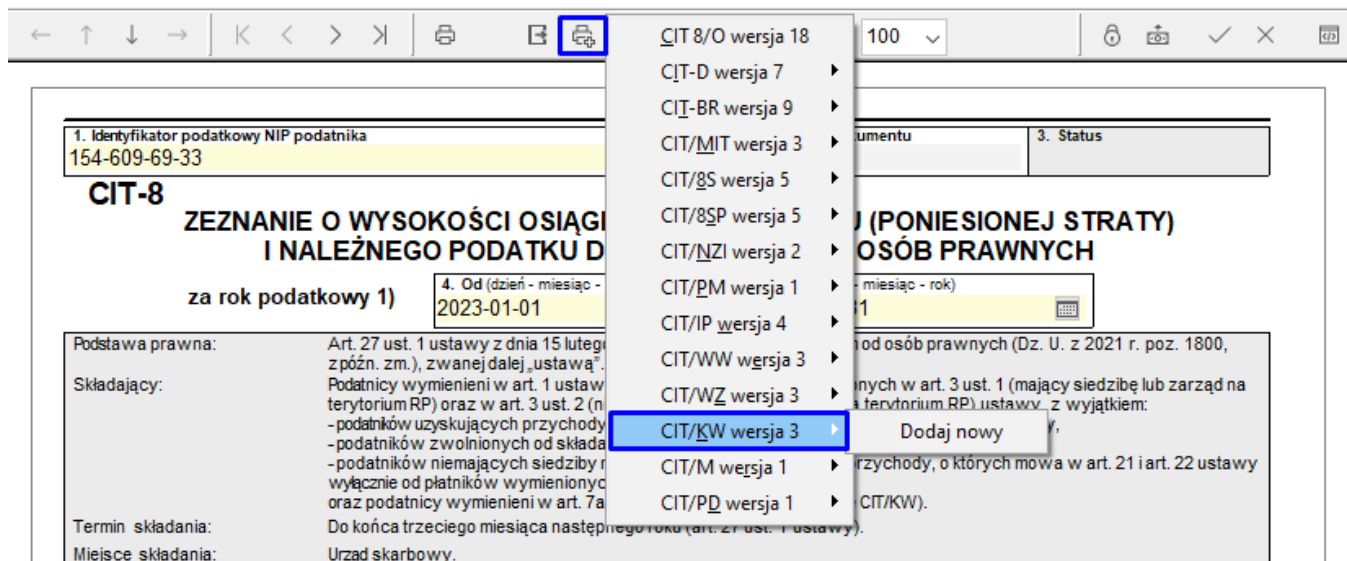 100
CIT 8/O wersja 18
CIT-D wersja 7
CIT-BR wersja 9
CIT/MIT wersja 3
CIT/8S wersja 5
CIT/8SP wersja 5
CIT/NZI wersja 2
CIT/PM wersja 1
CIT/IP wersja 4
CIT/WW wersja 3
CIT/WZ wersja 3
CIT/KW wersja 3
Dodaj nowy
CIT/M wersja 1
CIT/PD wersja 1
1. Identyfikator podatkowy NIP podatnika
umentu
3. Status
154-609-69-33
CIT-8
ZEZNANIE O WYSOKOŚCI OSIĄG (PONIESIONEJ STRATY)
I NALEŻNEGO PODATKU D OSÓB PRAWNYCH
za rok podatkowy 1)
4. Od (dzień - miesiąc - - miesiąc - rok)
2023-01-01
Podstawa prawna: Art. 27 ust. 1 ustawy z dnia 15 luteg od osób prawnych (Dz. U. z 2021 r. poz. 1800,
z późn. zm.), zwanej dalej „ustawą”.
Składający: Podatnicy wymienieni w art. 1 ustaw nych w art. 3 ust. 1 (mający siedzibę lub zarząd na
terytorium RP) oraz w art. 3 ust. 2 (n a terytorium RP) ustawy, z wyjątkiem:
- podatników uzyskujących przychody
- podatników zwolnionych od składa
- podatników niemających siedziby rzychody, o których mowa w art. 21 i art. 22 ustawy
wyłącznie od płatników wymienionyc
oraz podatnicy wymienieni w art. 7a CIT/KW).
Termin składania: Do końca trzeciego miesiąca następnego roku (art. 27 ust. 1 ustawy).
Miejsce składania: Urząd skarbowy.